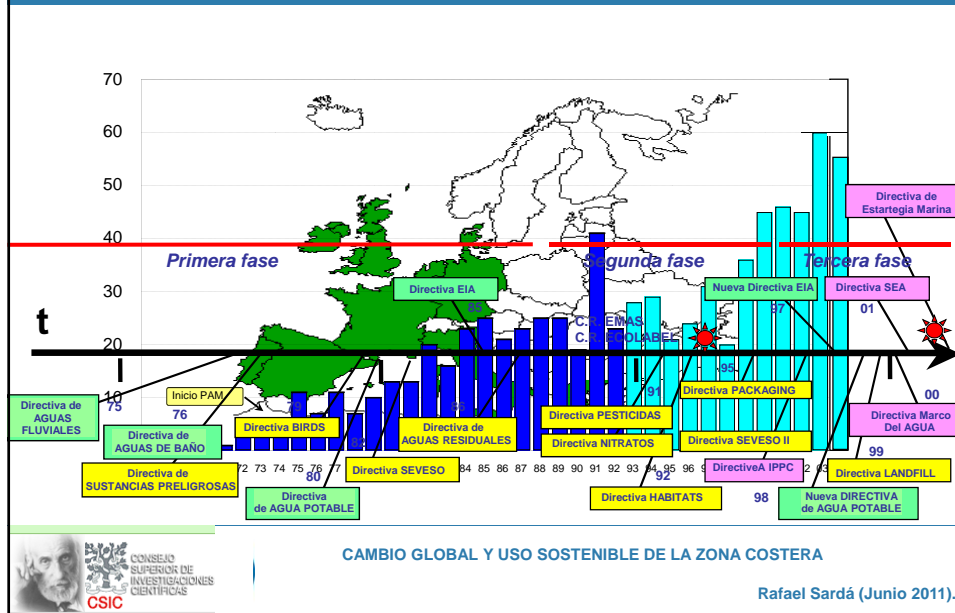 70
60
50
40
30
20
10
Primera fase
Segunda fase
Tercera fase
t
Directiva de
Estartegia Marina
Directiva EIA
85
Nueva Directiva EIA
97
Directiva SEA
01
C.R. EMAS
C.R. ECOLABEL
95
00
Directiva de
AGUAS
FLUVIALES
75
76
Inicio PAM
79
Directiva BIRDS
82
86
91
Directiva de
AGUAS DE BAÑO
Directiva de
AGUAS RESIDUALES
Directiva PESTICIDAS
Directiva NITRATOS
Directiva PACKAGING
Directiva SEVESO II
Directiva Marco
Del AGUA
99
Directiva de
SUSTANCIAS PRELIGROSAS
80
Directiva SEVESO
92
DirectiveA IPPC
Directiva LANDFILL
Directiva
de AGUA POTABLE
Directiva HABITATS
98
Nueva DIRECTIVA
de AGUA POTABLE
72 73 74 75 76 77 84 85 86 87 88 89 90 91 92 93 94 95 96
CONSEJO
SUPERIOR DE
INVESTIGACIONES
CIENTÍFICAS
CSIC
CAMBIO GLOBAL Y USO SOSTENIBLE DE LA ZONA COSTERA
Rafael Sardá (Junio 2011).